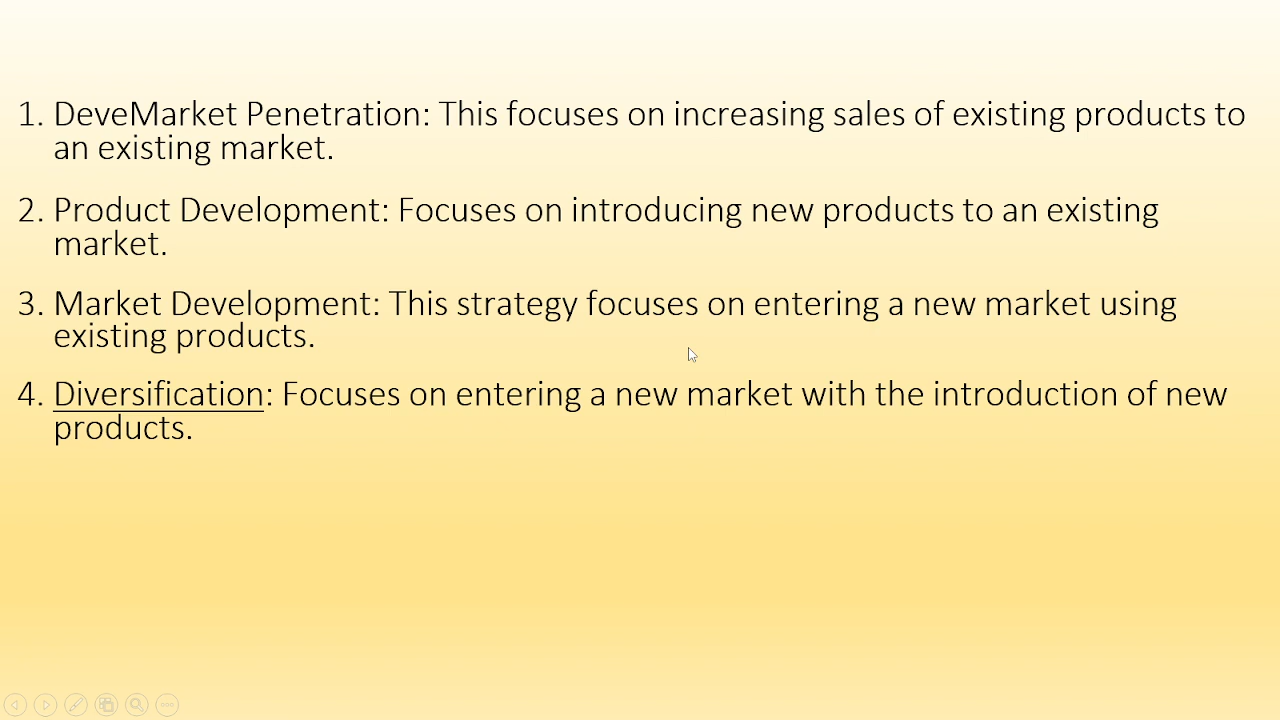 1. DeveMarket Penetration: This focuses on increasing sales of existing products to
an existing market.
2. Product Development: Focuses on introducing new products to an existing
market.
3. Market Development: This strategy focuses on entering a new market using
existing products.
4. Diversification: Focuses on entering a new market with the introduction of new
products.